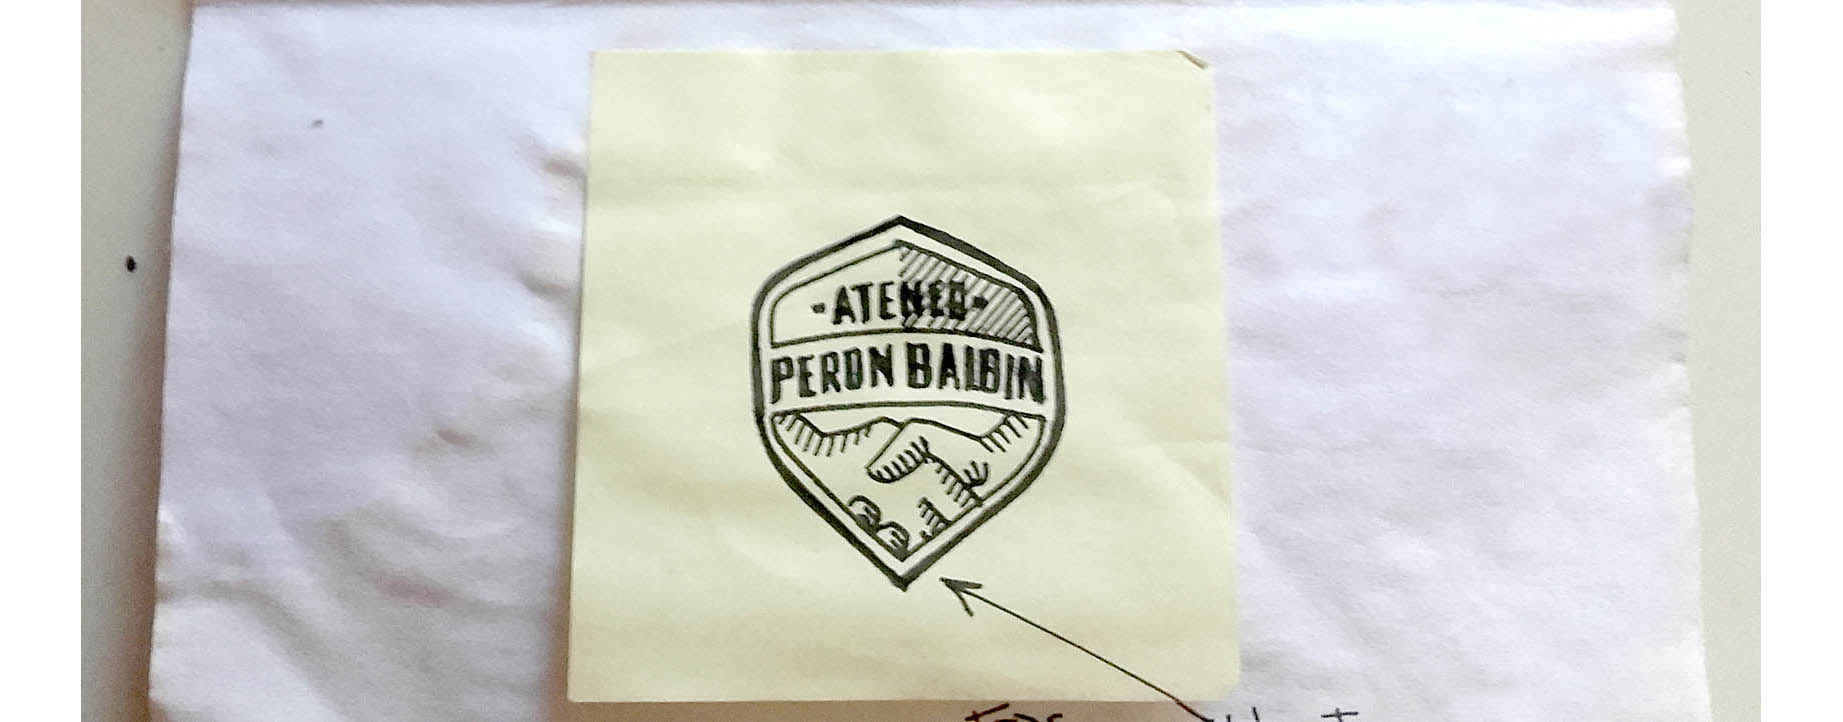 -ATENEO-
PERON BALBIN